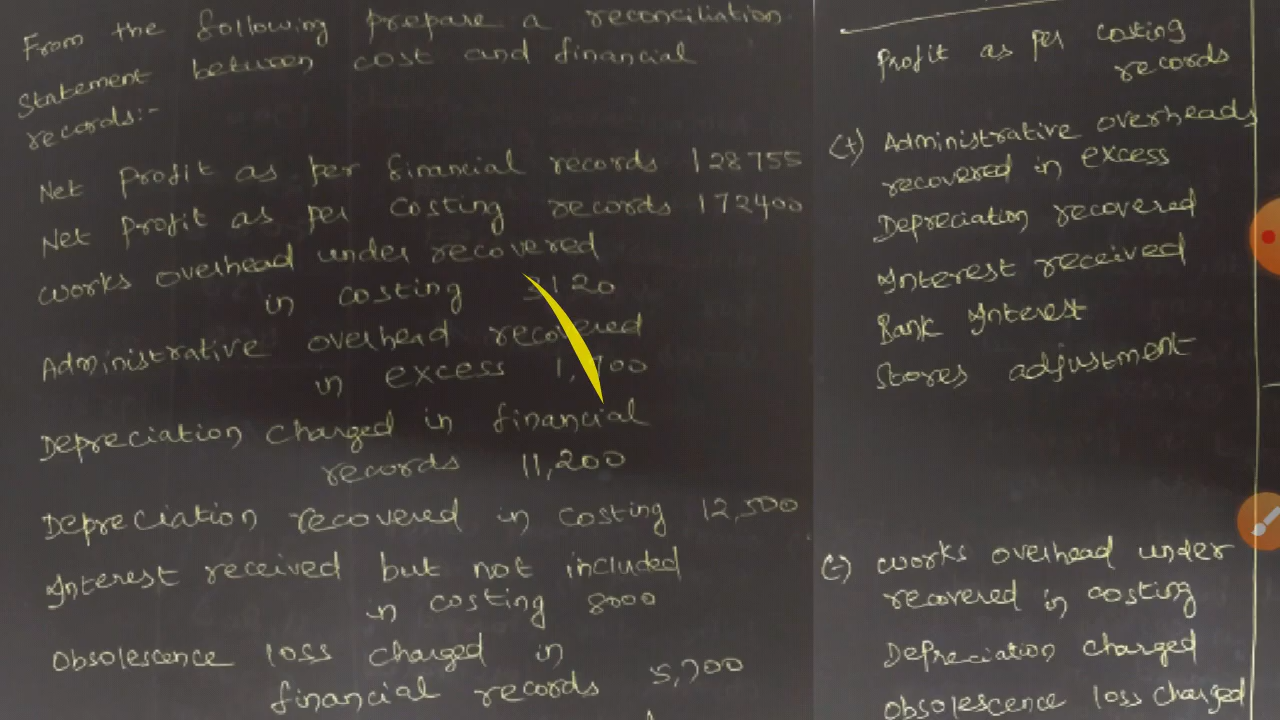 From the following prepare a reconciliation
Statement between cost and financial
records:-
Net Profit as per financial records 128755
Net Profit as per costing records 172400
works overhead under recovered
in costing 3120
Administrative overhead recovered
in excess 1,700
Depreciation charged in financial
records 11,200
Depreciation recovered in costing 12,500
Interest received but not included
in costing 8000
Obsolescence loss charged in
financial records 5,700
Profit as per costing
records
(+) Administrative overheads
recovered in excess
Depreciation recovered
Interest received
Bank Interest
Stores adjustment
(-) works overhead under
recovered in costing
Depreciation charged
obsolescence loss charged